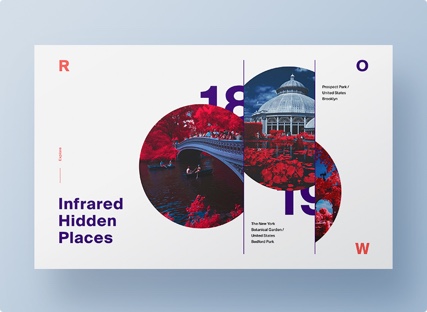 R
O
18
Prospect Park/
United States
Brooklyn
Explore
Infrared
Hidden
Places
19
The New York
Botanical Garden/
United States
Bedford Park
W